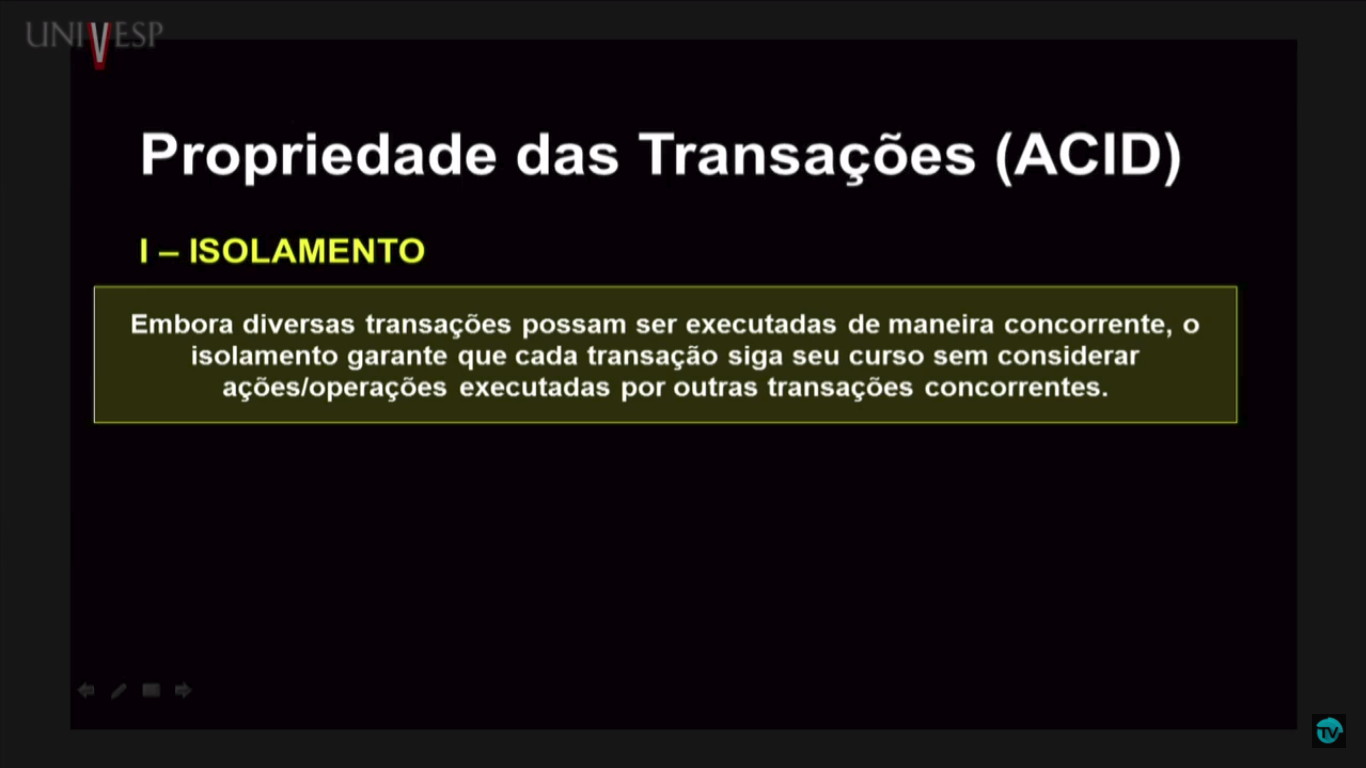 UNIVESP
Propriedade das Transações (ACID)
I – ISOLAMENTO
Embora diversas transações possam ser executadas de maneira concorrente, o
isolamento garante que cada transação siga seu curso sem considerar
ações/operações executadas por outras transações concorrentes.
TV